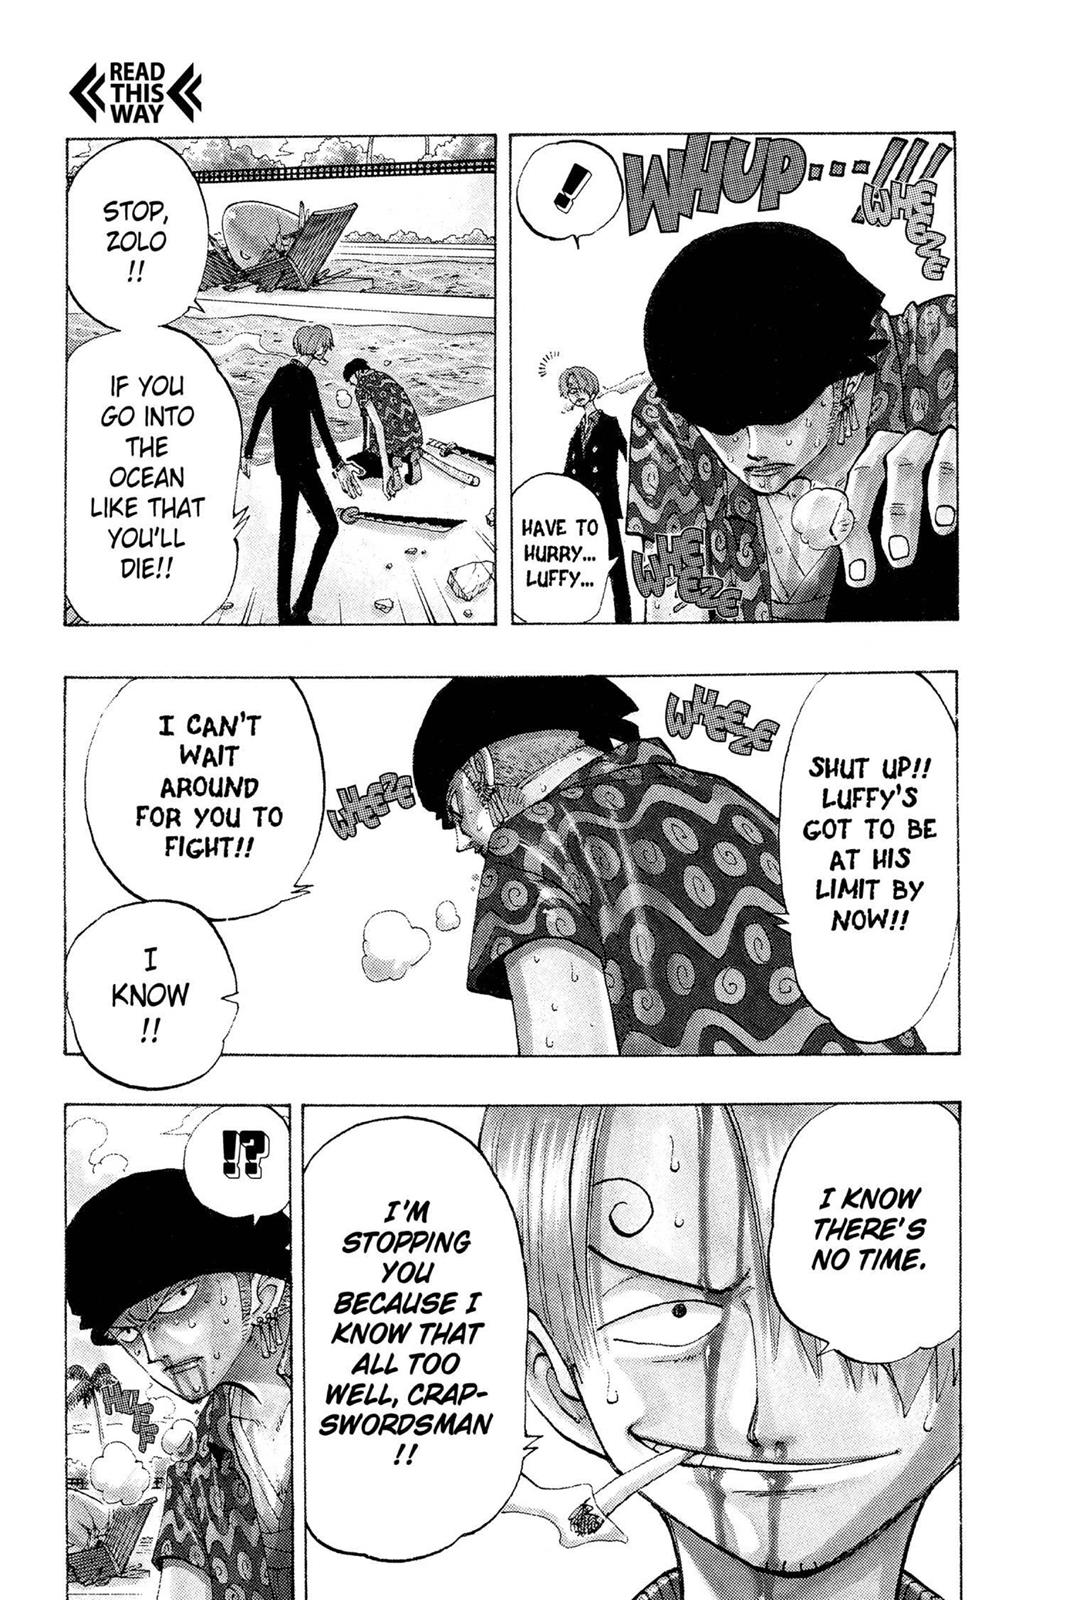 READ
THIS
WAY
!
WHUP...!!!
WHEEZE
WHEEZE
HAVE TO
HURRY...
LUFFY...
WHEEZE
WHEEZE
STOP,
ZOLO
!!
IF YOU
GO INTO
THE
OCEAN
LIKE THAT
YOU'LL
DIE!!
SHUT UP!!
LUFFY'S
GOT TO BE
AT HIS
LIMIT BY
NOW!!
WHEEZE
WHEEZE
I CAN'T
WAIT
AROUND
FOR YOU TO
FIGHT!!
I
KNOW
!!
I KNOW
THERE'S
NO TIME.
I'M
STOPPING
YOU
BECAUSE I
KNOW THAT
ALL TOO
WELL, CRAP-
SWORDSMAN
!!
!?